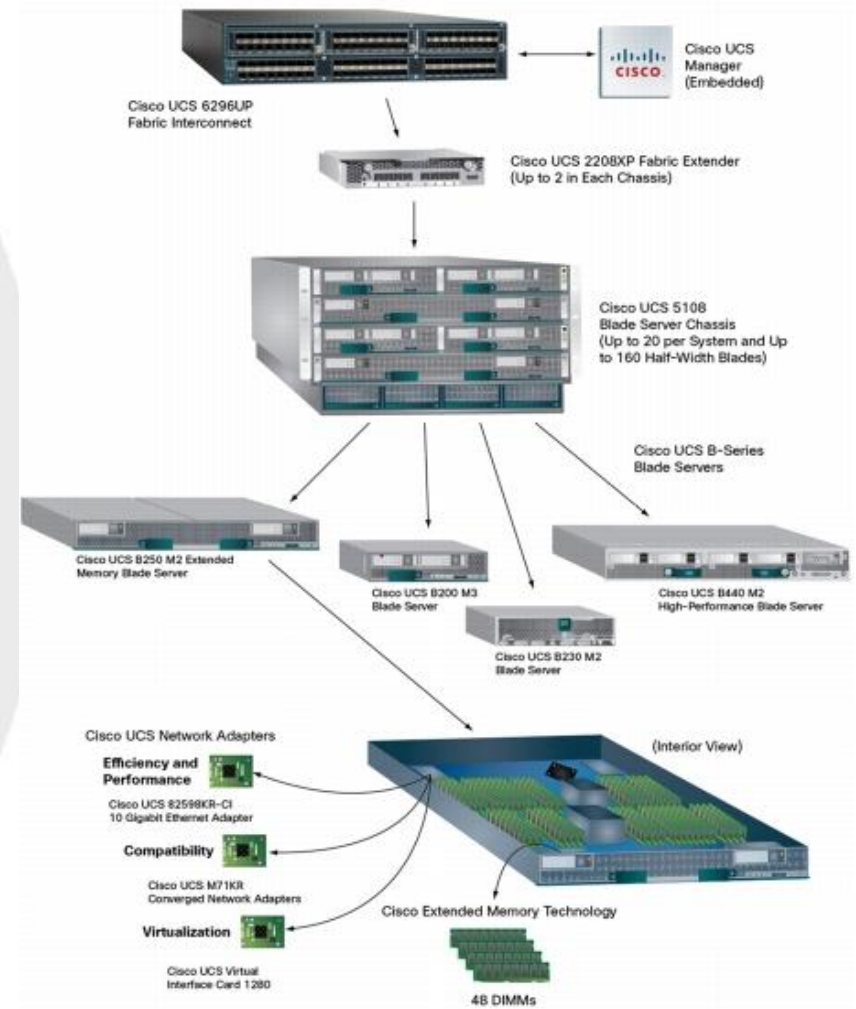 CISCO
Cisco UCS
Manager
(Embedded)
Cisco UCS 6296UP
Fabric Interconnect
Cisco UCS 2208XP Fabric Extender
(Up to 2 in Each Chassis)
Cisco UCS 5108
Blade Server Chassis
(Up to 20 per System and Up
to 160 Half-Width Blades)
Cisco UCS B-Series
Blade Servers
Cisco UCS B250 M2 Extended
Memory Blade Server
Cisco UCS B200 M3
Blade Server
Cisco UCS B440 M2
High-Performance Blade Server
Cisco UCS B230 M2
Blade Server
Cisco UCS Network Adapters
(Interior View)
Efficiency and
Performance
Cisco UCS 82598KR-CI
10 Gigabit Ethernet Adapter
Compatibility
Cisco UCS M71KR
Converged Network Adapters
Virtualization
Cisco UCS Virtual
Interface Card 1280
Cisco Extended Memory Technology
48 DIMMs